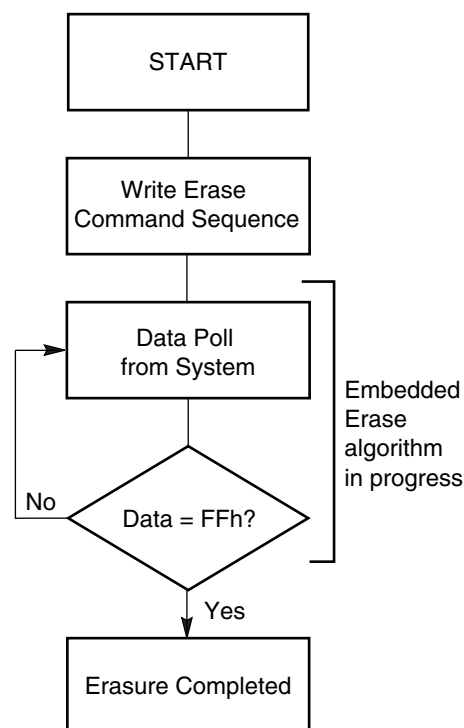 START
Write Erase
Command Sequence
Data Poll
from System
Embedded
Erase
algorithm
in progress
No
Data = FFh?
Yes
Erasure Completed